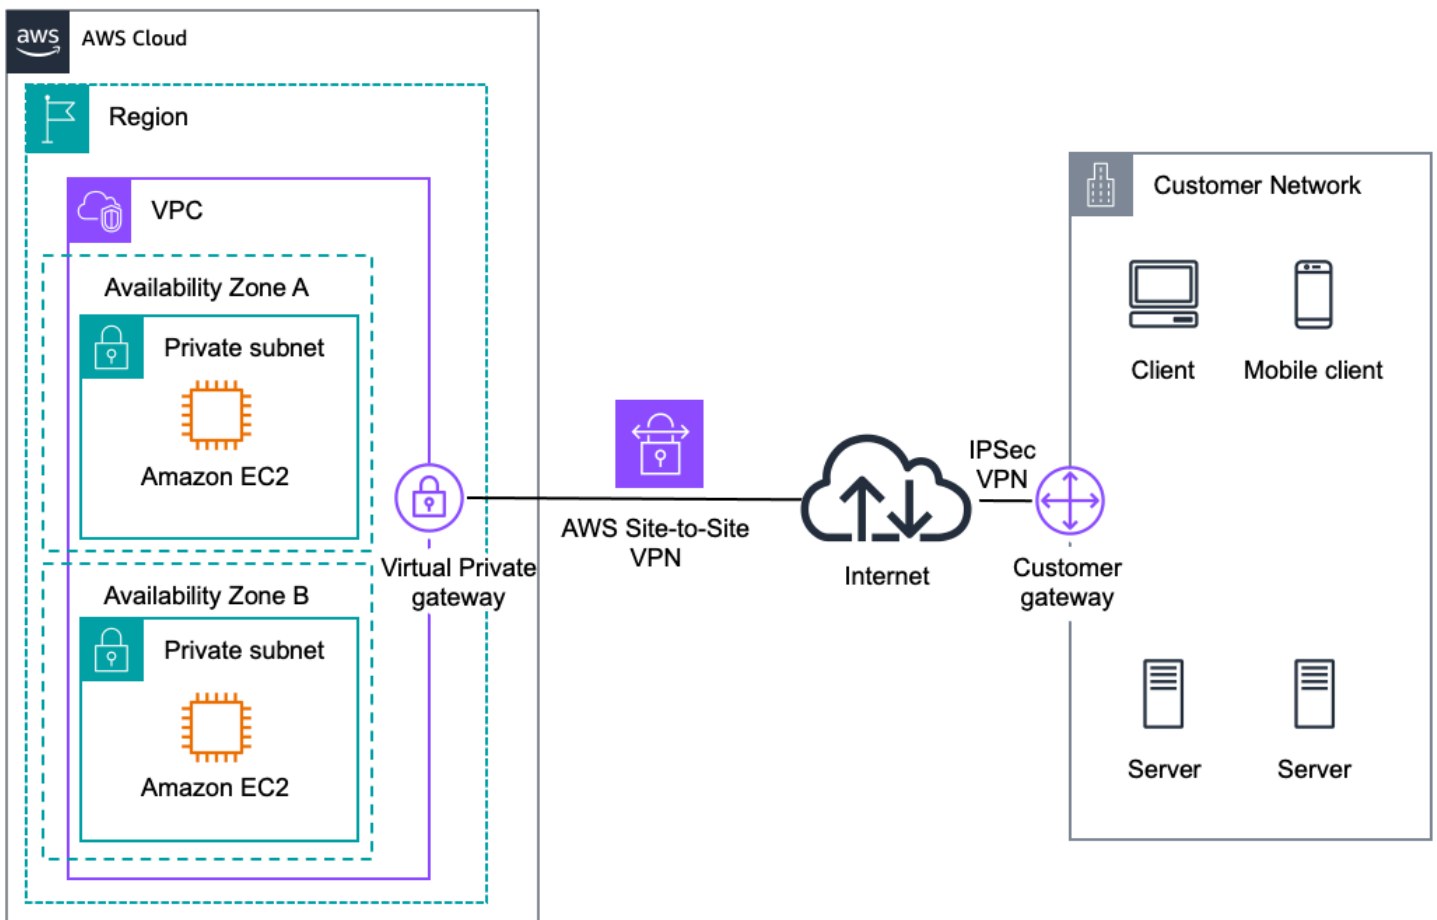 aws
AWS Cloud
Region
VPC
Availability Zone A
Private subnet
Amazon EC2
Virtual Private
gateway
Availability Zone B
Private subnet
Amazon EC2
AWS Site-to-Site
VPN
Internet
IPSec
VPN
Customer
gateway
Customer Network
Client
Mobile client
Server
Server